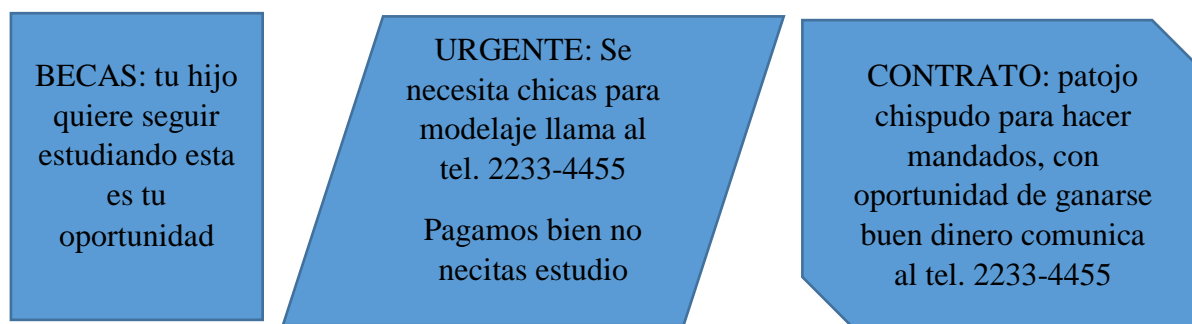 BECAS: tu hijo
quiere seguir
estudiando esta
es tu
oportunidad
URGENTE: Se
necesita chicas para
modelaje llama al
tel. 2233-4455
Pagamos bien no
necitas estudio
CONTRATO: patojo
chispudo para hacer
mandados, con
oportunidad de ganarse
buen dinero comunica
al tel. 2233-4455